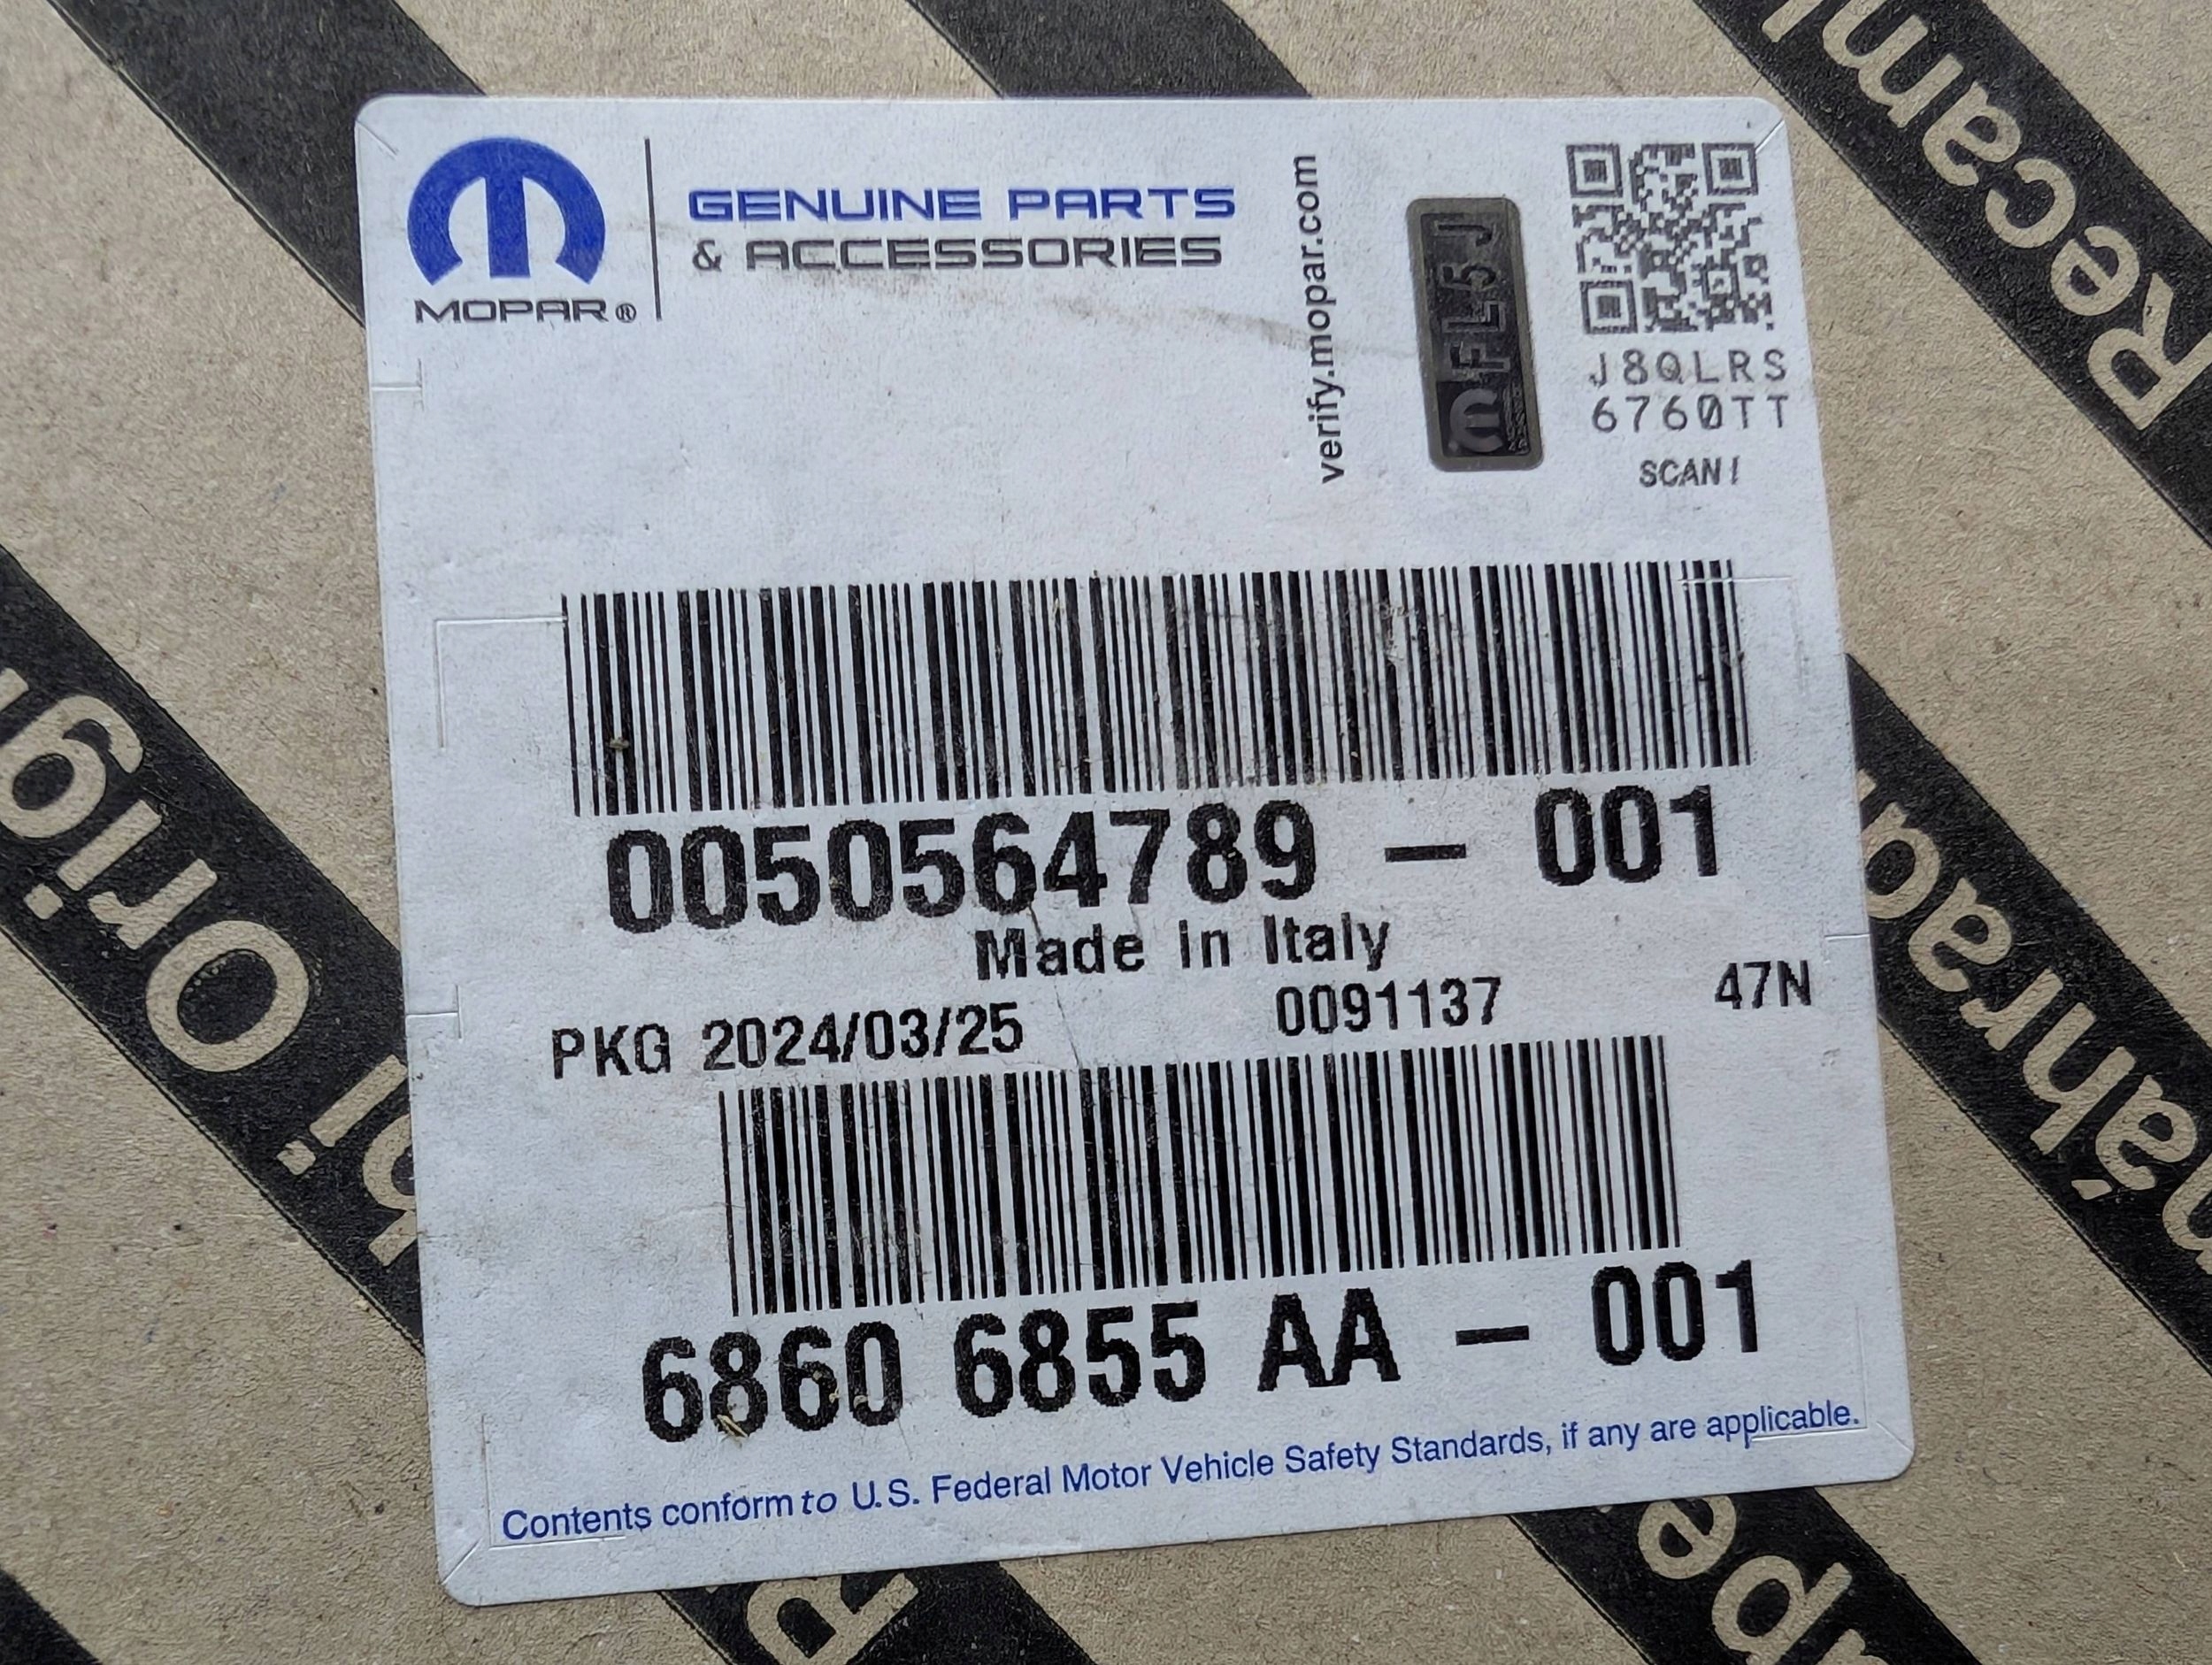 MOPAR®
GENUINE PARTS
& ACCESSORIES
verify.mopar.com
m FL5J
J8QLRS
6760TT
SCAN!
0050564789 - 001
Made in Italy
PKG 2024/03/25 0091137 47N
6860 6855 AA - 001
Contents conform to U.S. Federal Motor Vehicle Safety Standards, if any are applicable.